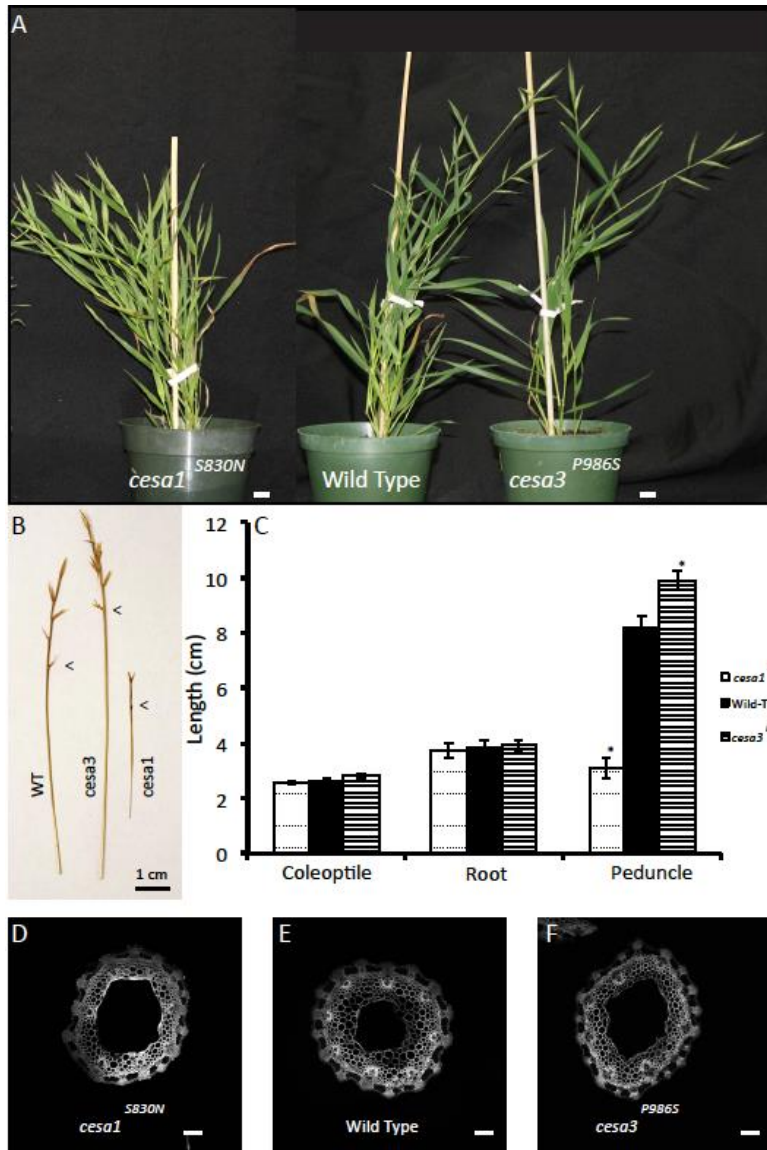 A
cesa1 S830N
Wild Type
cesa3 P986S
B
<
<
<
WT
cesa3
cesa1
1 cm
C
12
10
8
6
4
2
0
Length (cm)
*
*
cesa1
Wild-T
cesa3
Coleoptile
Root
Peduncle
D
cesa1 S830N
E
Wild Type
F
cesa3 P986S